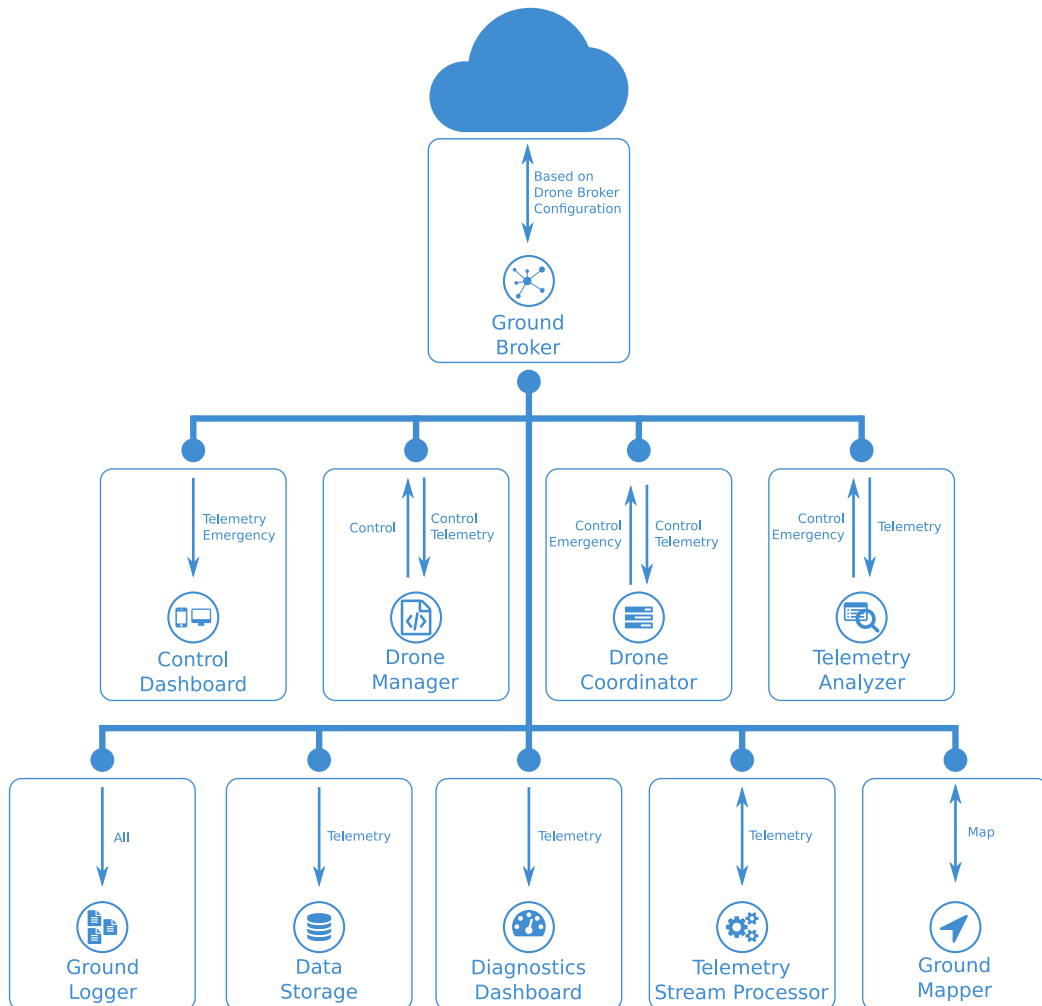 Based on
Drone Broker
Configuration
Ground
Broker
Telemetry
Emergency
Control
Dashboard
Control
Control
Telemetry
Drone
Manager
Control
Emergency
Control
Telemetry
Drone
Coordinator
Control
Emergency
Telemetry
Telemetry
Analyzer
All
Ground
Logger
Telemetry
Data
Storage
Telemetry
Diagnostics
Dashboard
Telemetry
Telemetry
Stream Processor
Map
Ground
Mapper